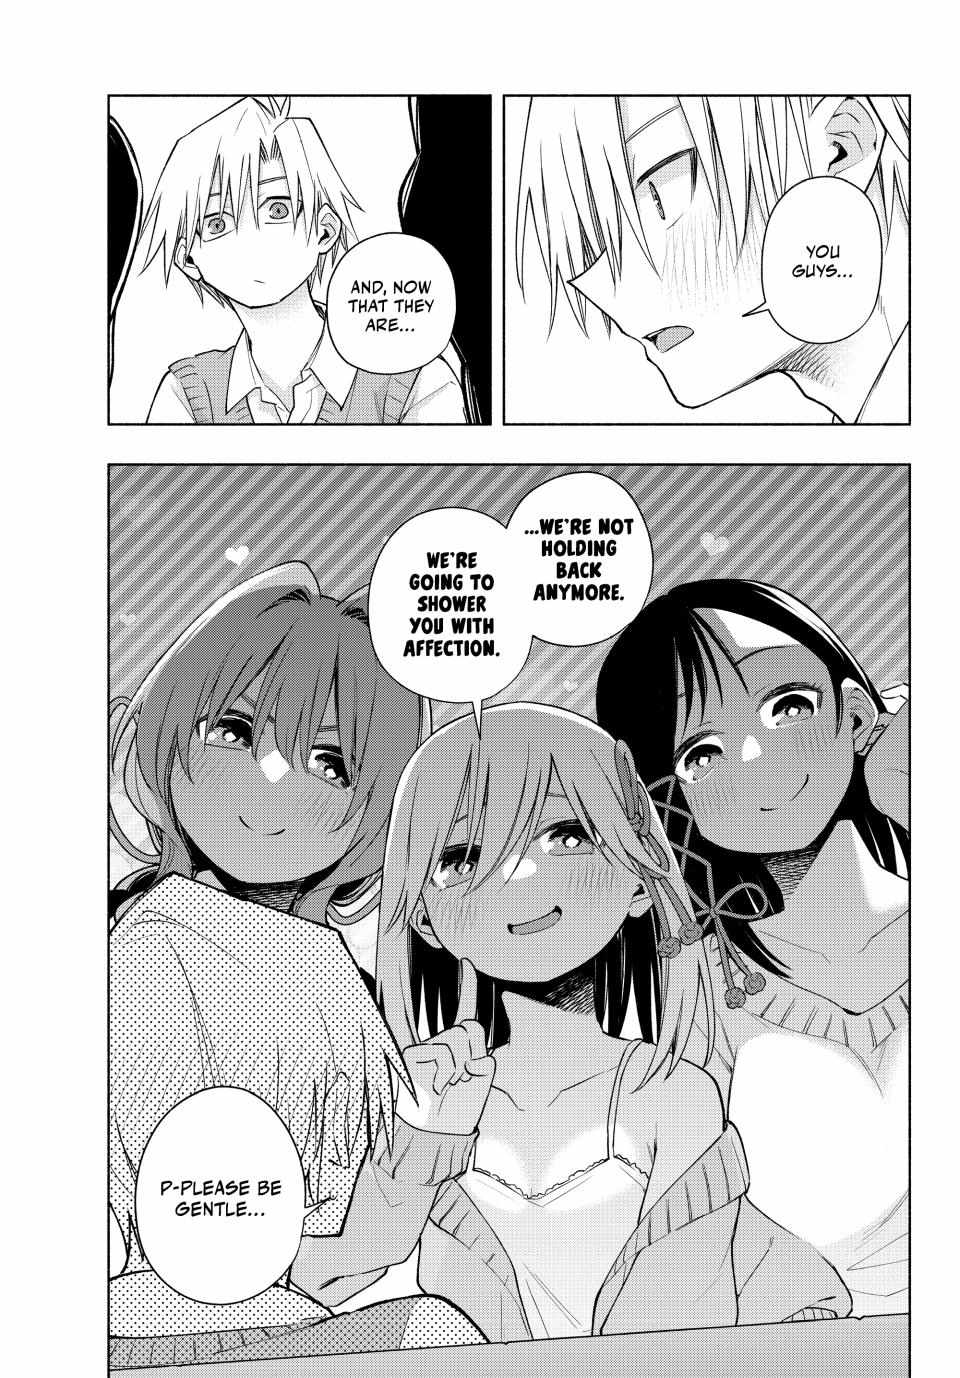 YOU
GUYS...
AND, NOW
THAT THEY
ARE...
...WE'RE NOT
HOLDING
BACK
ANYMORE.
WE'RE
GOING TO
SHOWER
YOU WITH
AFFECTION.
P-PLEASE BE
GENTLE...